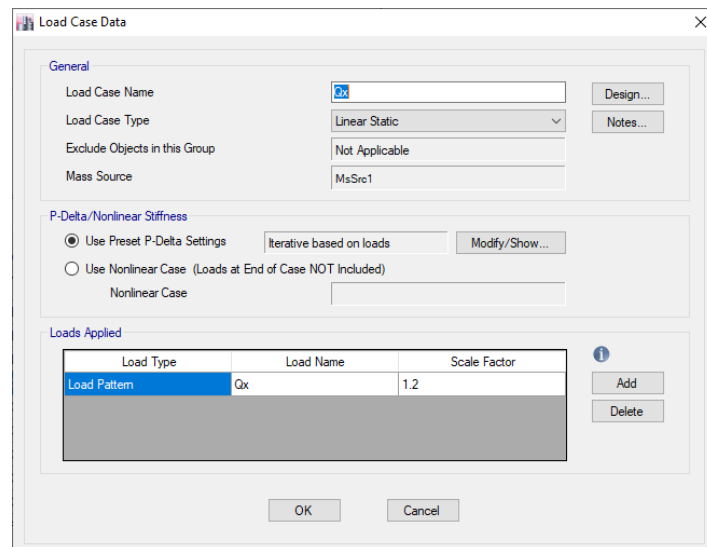 Load Case Data
General
Load Case Name Qx Design...
Load Case Type Linear Static Notes...
Exclude Objects in this Group Not Applicable
Mass Source MsSrc1
P-Delta/Nonlinear Stiffness
Use Preset P-Delta Settings Iterative based on loads Modify/Show...
Use Nonlinear Case (Loads at End of Case NOT Included)
Nonlinear Case
Loads Applied
Load Type Load Name Scale Factor
Load Pattern Qx 1.2 Add
Delete
OK Cancel